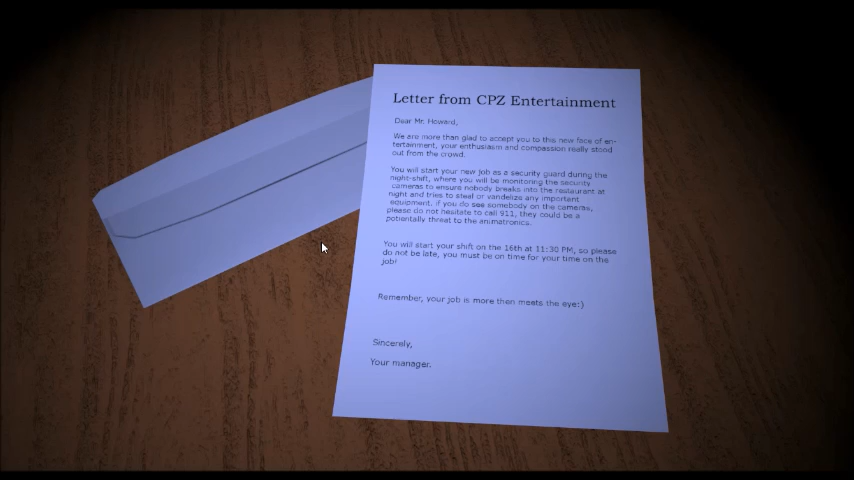 Letter from CPZ Entertainment
Dear Mr. Howard,
We are more than glad to accept you to this new face of en-
tertainment, your enthusiasm and compassion really stood
out from the crowd.
You will start your new job as a security guard during the
night-shift, where you will be monitoring the security
cameras to ensure nobody breaks into the restaurant at
night and tries to steal or vandelize any important
equipment. if you do see somebody on the cameras,
please do not hesitate to call 911, they could be a
potientally threat to the animatronics.
You will start your shift on the 16th at 11:30 PM, so please
do not be late, you must be on time for your time on the
job!
Remember, your job is more then meets the eye:)
Sincerely,
Your manager.